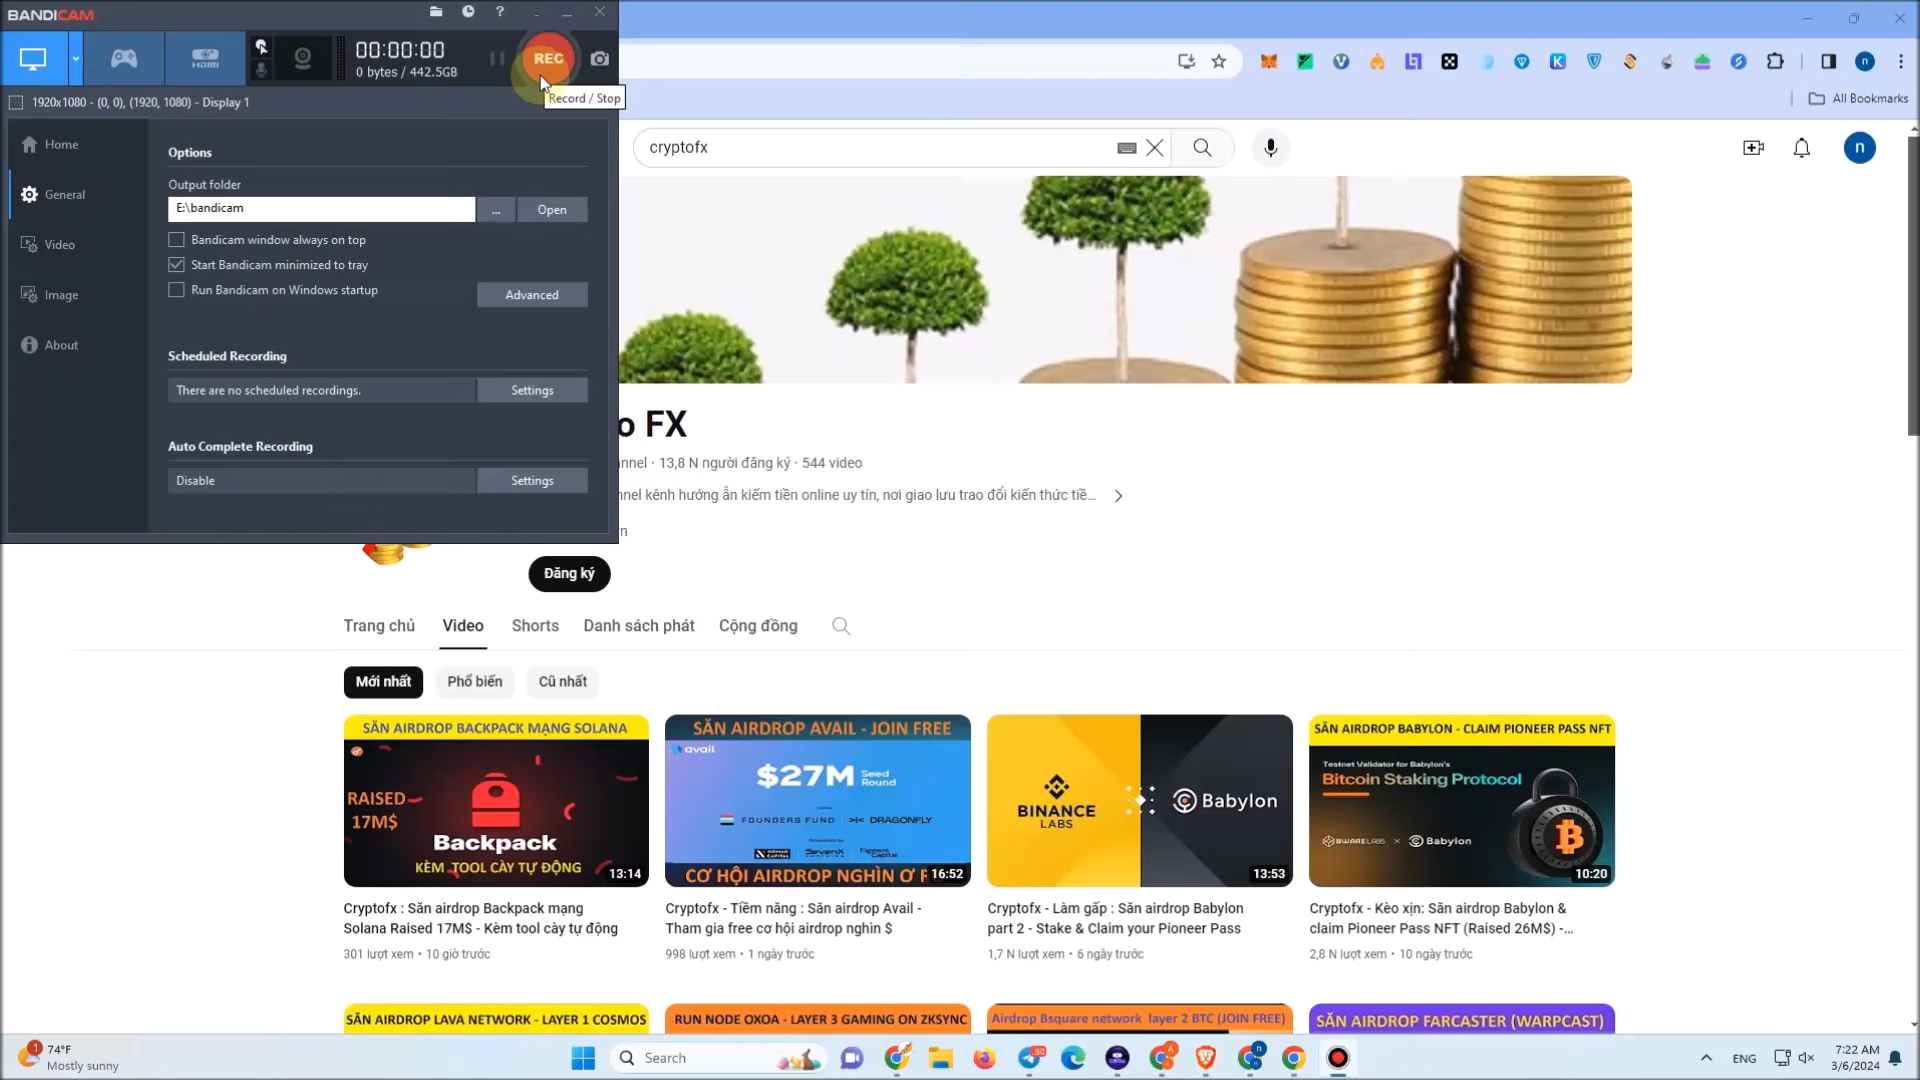 BANDICAM
?
HDMI
00:00:00
0 bytes / 442.5GB
REC
Record / Stop
1920x1080 - (0, 0), (1920, 1080) - Display 1
Home
General
Video
Image
About
Options
Output folder
E:\bandicam
...
Open
Bandicam window always on top
Start Bandicam minimized to tray
Run Bandicam on Windows startup
Advanced
Scheduled Recording
There are no scheduled recordings.
Settings
Auto Complete Recording
Disable
Settings
n
All Bookmarks
cryptofx
n
o FX
nnel · 13,8 N người đăng ký · 544 video
nnel kênh hướng ẫn kiếm tiền online uy tín, nơi giao lưu trao đổi kiến thức tiề...
Đăng ký
Trang chủ
Video
Shorts
Danh sách phát
Cộng đồng
Mới nhất
Phổ biến
Cũ nhất
SĂN AIRDROP BACKPACK MẠNG SOLANA
RAISED
17M$
Backpack
KÈM TOOL CÀY TỰ ĐỘNG
13:14
Cryptofx : Săn airdrop Backpack mạng
Solana Raised 17M$ - Kèm tool cày tự động
301 lượt xem • 10 giờ trước
SĂN AIRDROP AVAIL - JOIN FREE
avail
$27M Seed
Round
FOUNDERS FUND
DRAGONFLY
SevenX
CƠ HỘI AIRDROP NGHÌN
16:52
Cryptofx - Tiềm năng : Săn airdrop Avail -
Tham gia free cơ hội airdrop nghìn $
998 lượt xem • 1 ngày trước
BINANCE
LABS
Babylon
13:53
Cryptofx - Làm gấp : Săn airdrop Babylon
part 2 - Stake & Claim your Pioneer Pass
1,7 N lượt xem • 6 ngày trước
SĂN AIRDROP BABYLON - CLAIM PIONEER PASS NFT
Testnet Validator for Babylon's
Bitcoin Staking Protocol
BWARELABS × Babylon
10:20
Cryptofx - Kèo xịn: Săn airdrop Babylon &
claim Pioneer Pass NFT (Raised 26M$) -...
2,8 N lượt xem • 10 ngày trước
SĂN AIRDROP LAVA NETWORK - LAYER 1 COSMOS
RUN NODE OXOA - LAYER 3 GAMING ON ZKSYNC
Airdrop Bsquare network layer 2 BTC (JOIN FREE)
SĂN AIRDROP FARCASTER (WARPCAST)
1
74°F
Mostly sunny
Search
90
A
n
ENG
7:22 AM
3/6/2024